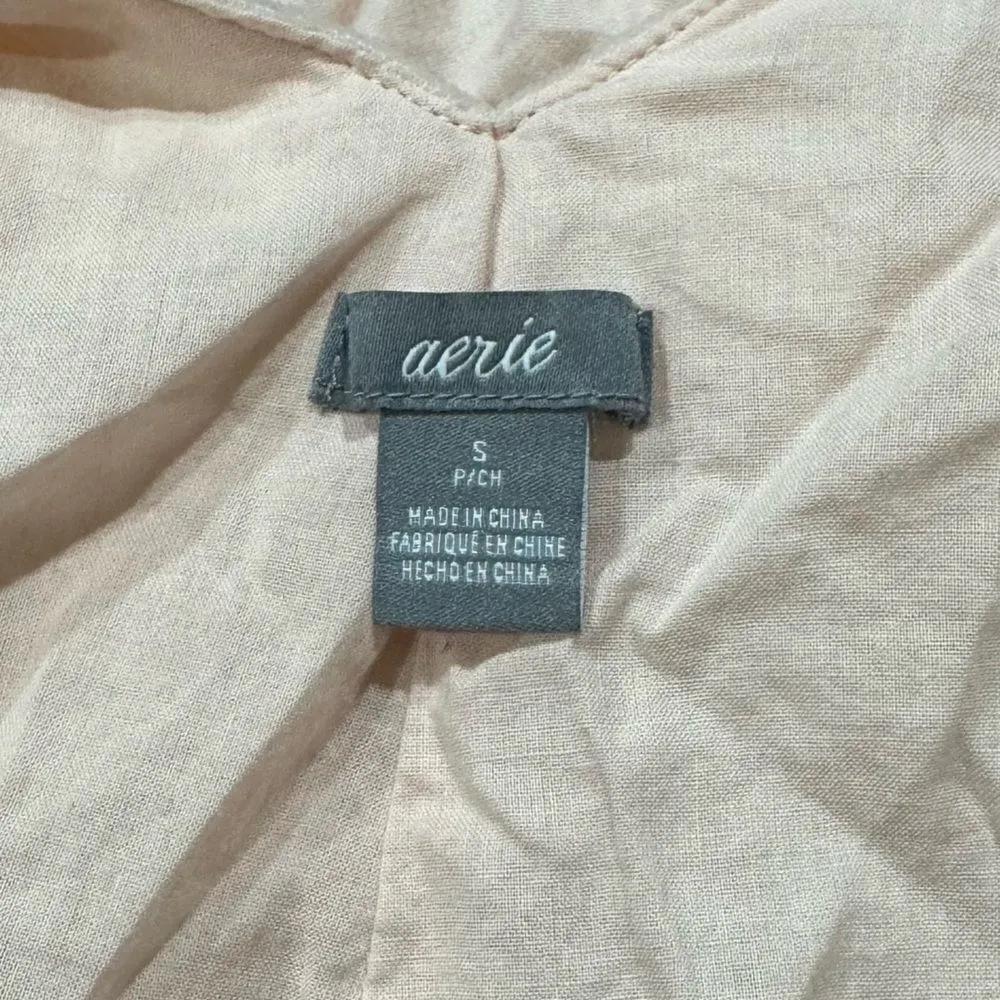 aerie
S
P/CH
MADE IN CHINA
FABRIQUÉ EN CHINE
HECHO EN CHINA